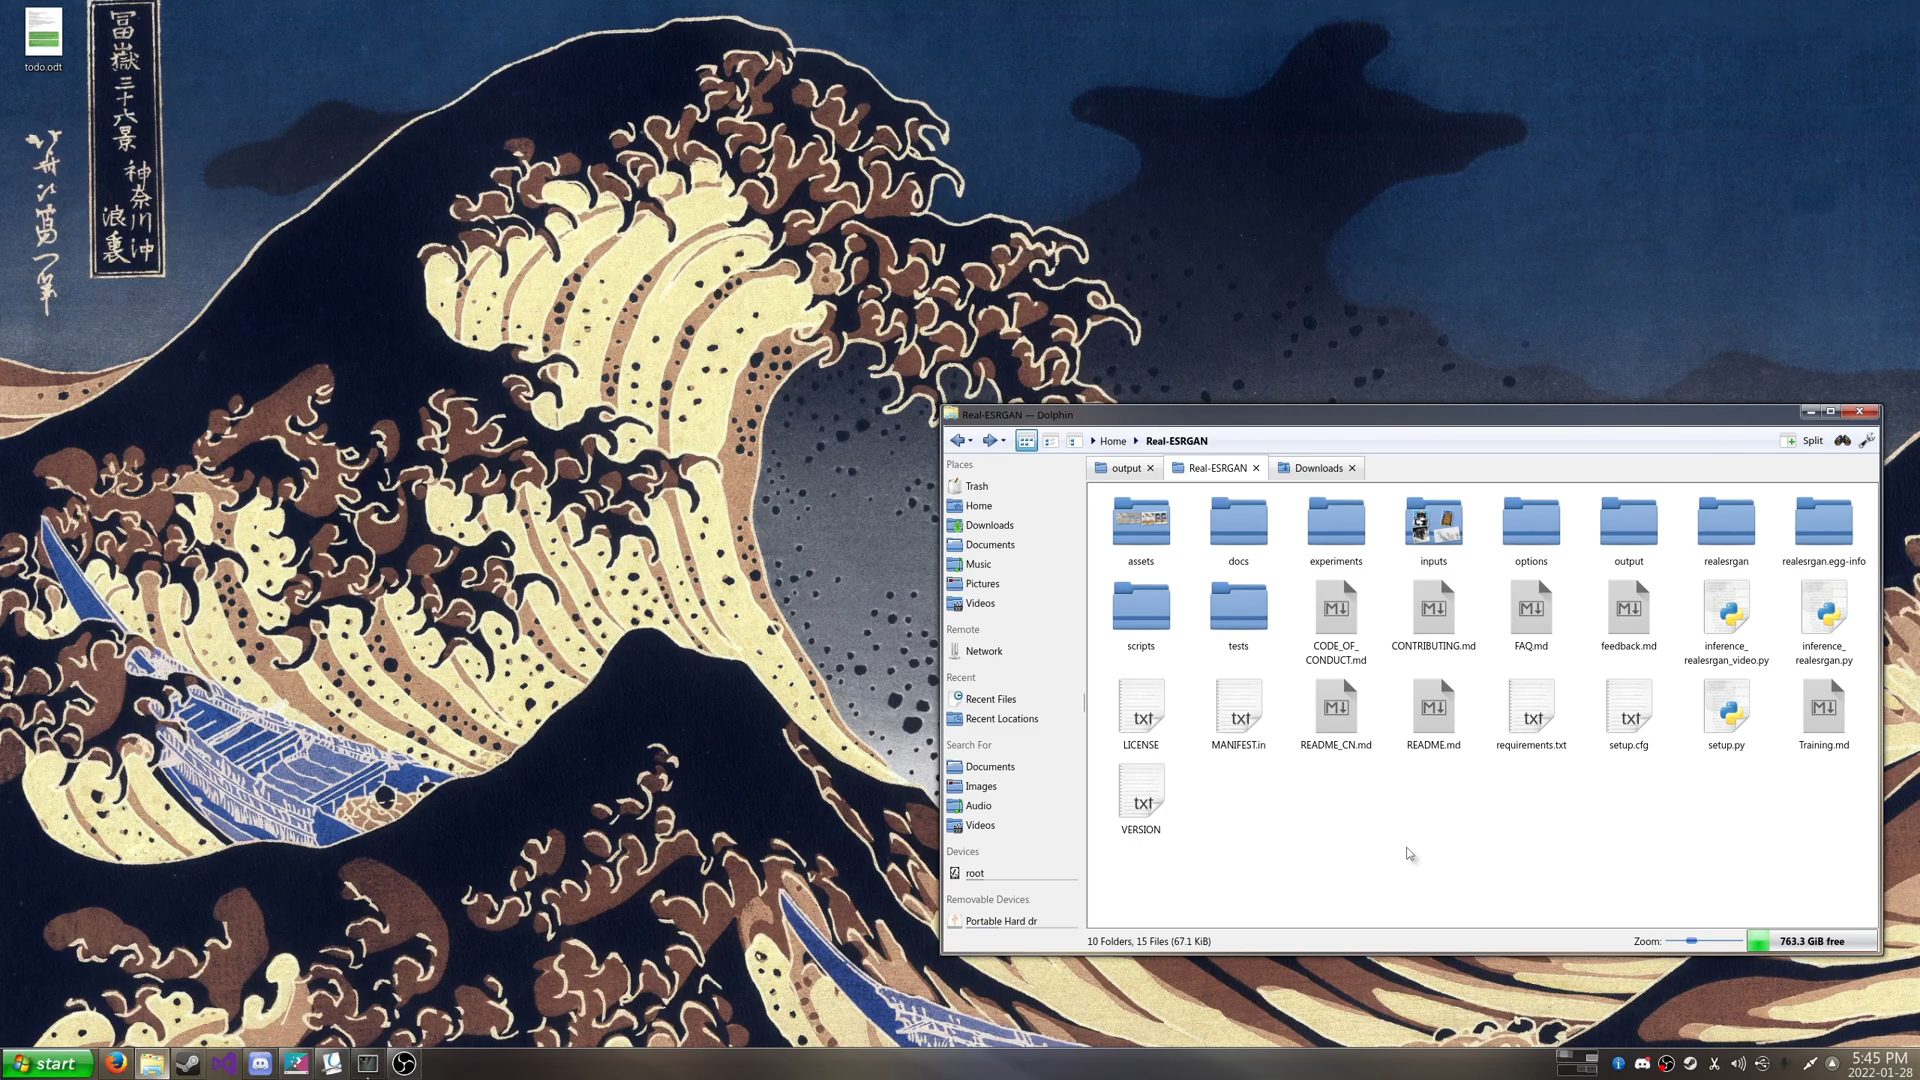 todo.odt
冨嶽三十六景
神奈川沖
浪裏
Real-ESRGAN — Dolphin
Home
Real-ESRGAN
Split
Places
Trash
Home
Downloads
Documents
Music
Pictures
Videos
Remote
Network
Recent
Recent Files
Recent Locations
Search For
Documents
Images
Audio
Videos
Devices
root
Removable Devices
Portable Hard dr
output
Real-ESRGAN
Downloads
assets
docs
experiments
inputs
options
output
realesrgan
realesrgan.egg-info
scripts
tests
CODE_OF_
CONDUCT.md
CONTRIBUTING.md
FAQ.md
feedback.md
inference_
realesrgan_video.py
inference_
realesrgan.py
txt
LICENSE
txt
MANIFEST.in
README_CN.md
README.md
txt
requirements.txt
txt
setup.cfg
setup.py
Training.md
txt
VERSION
10 Folders, 15 Files (67.1 KiB)
Zoom:
763.3 GiB free
start
5:45 PM
2022-01-28